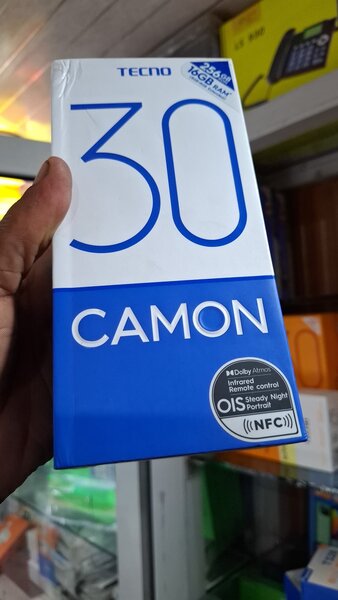 TECNO
256GB
16GB RAM*
30
CAMON
Dolby Atmos
Infrared
Remote control
OIS Steady Night
Portrait
((NFC))